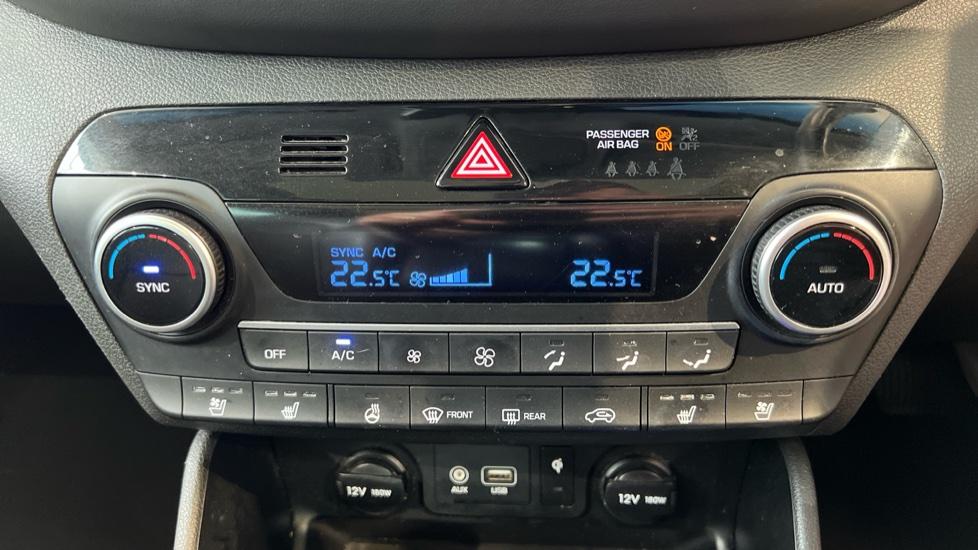 PASSENGER
AIR BAG ON OFF
SYNC A/C
22.5°C 22.5°C
SYNC AUTO
OFF A/C
FRONT REAR
12V 180W AUX USB 12V 180W